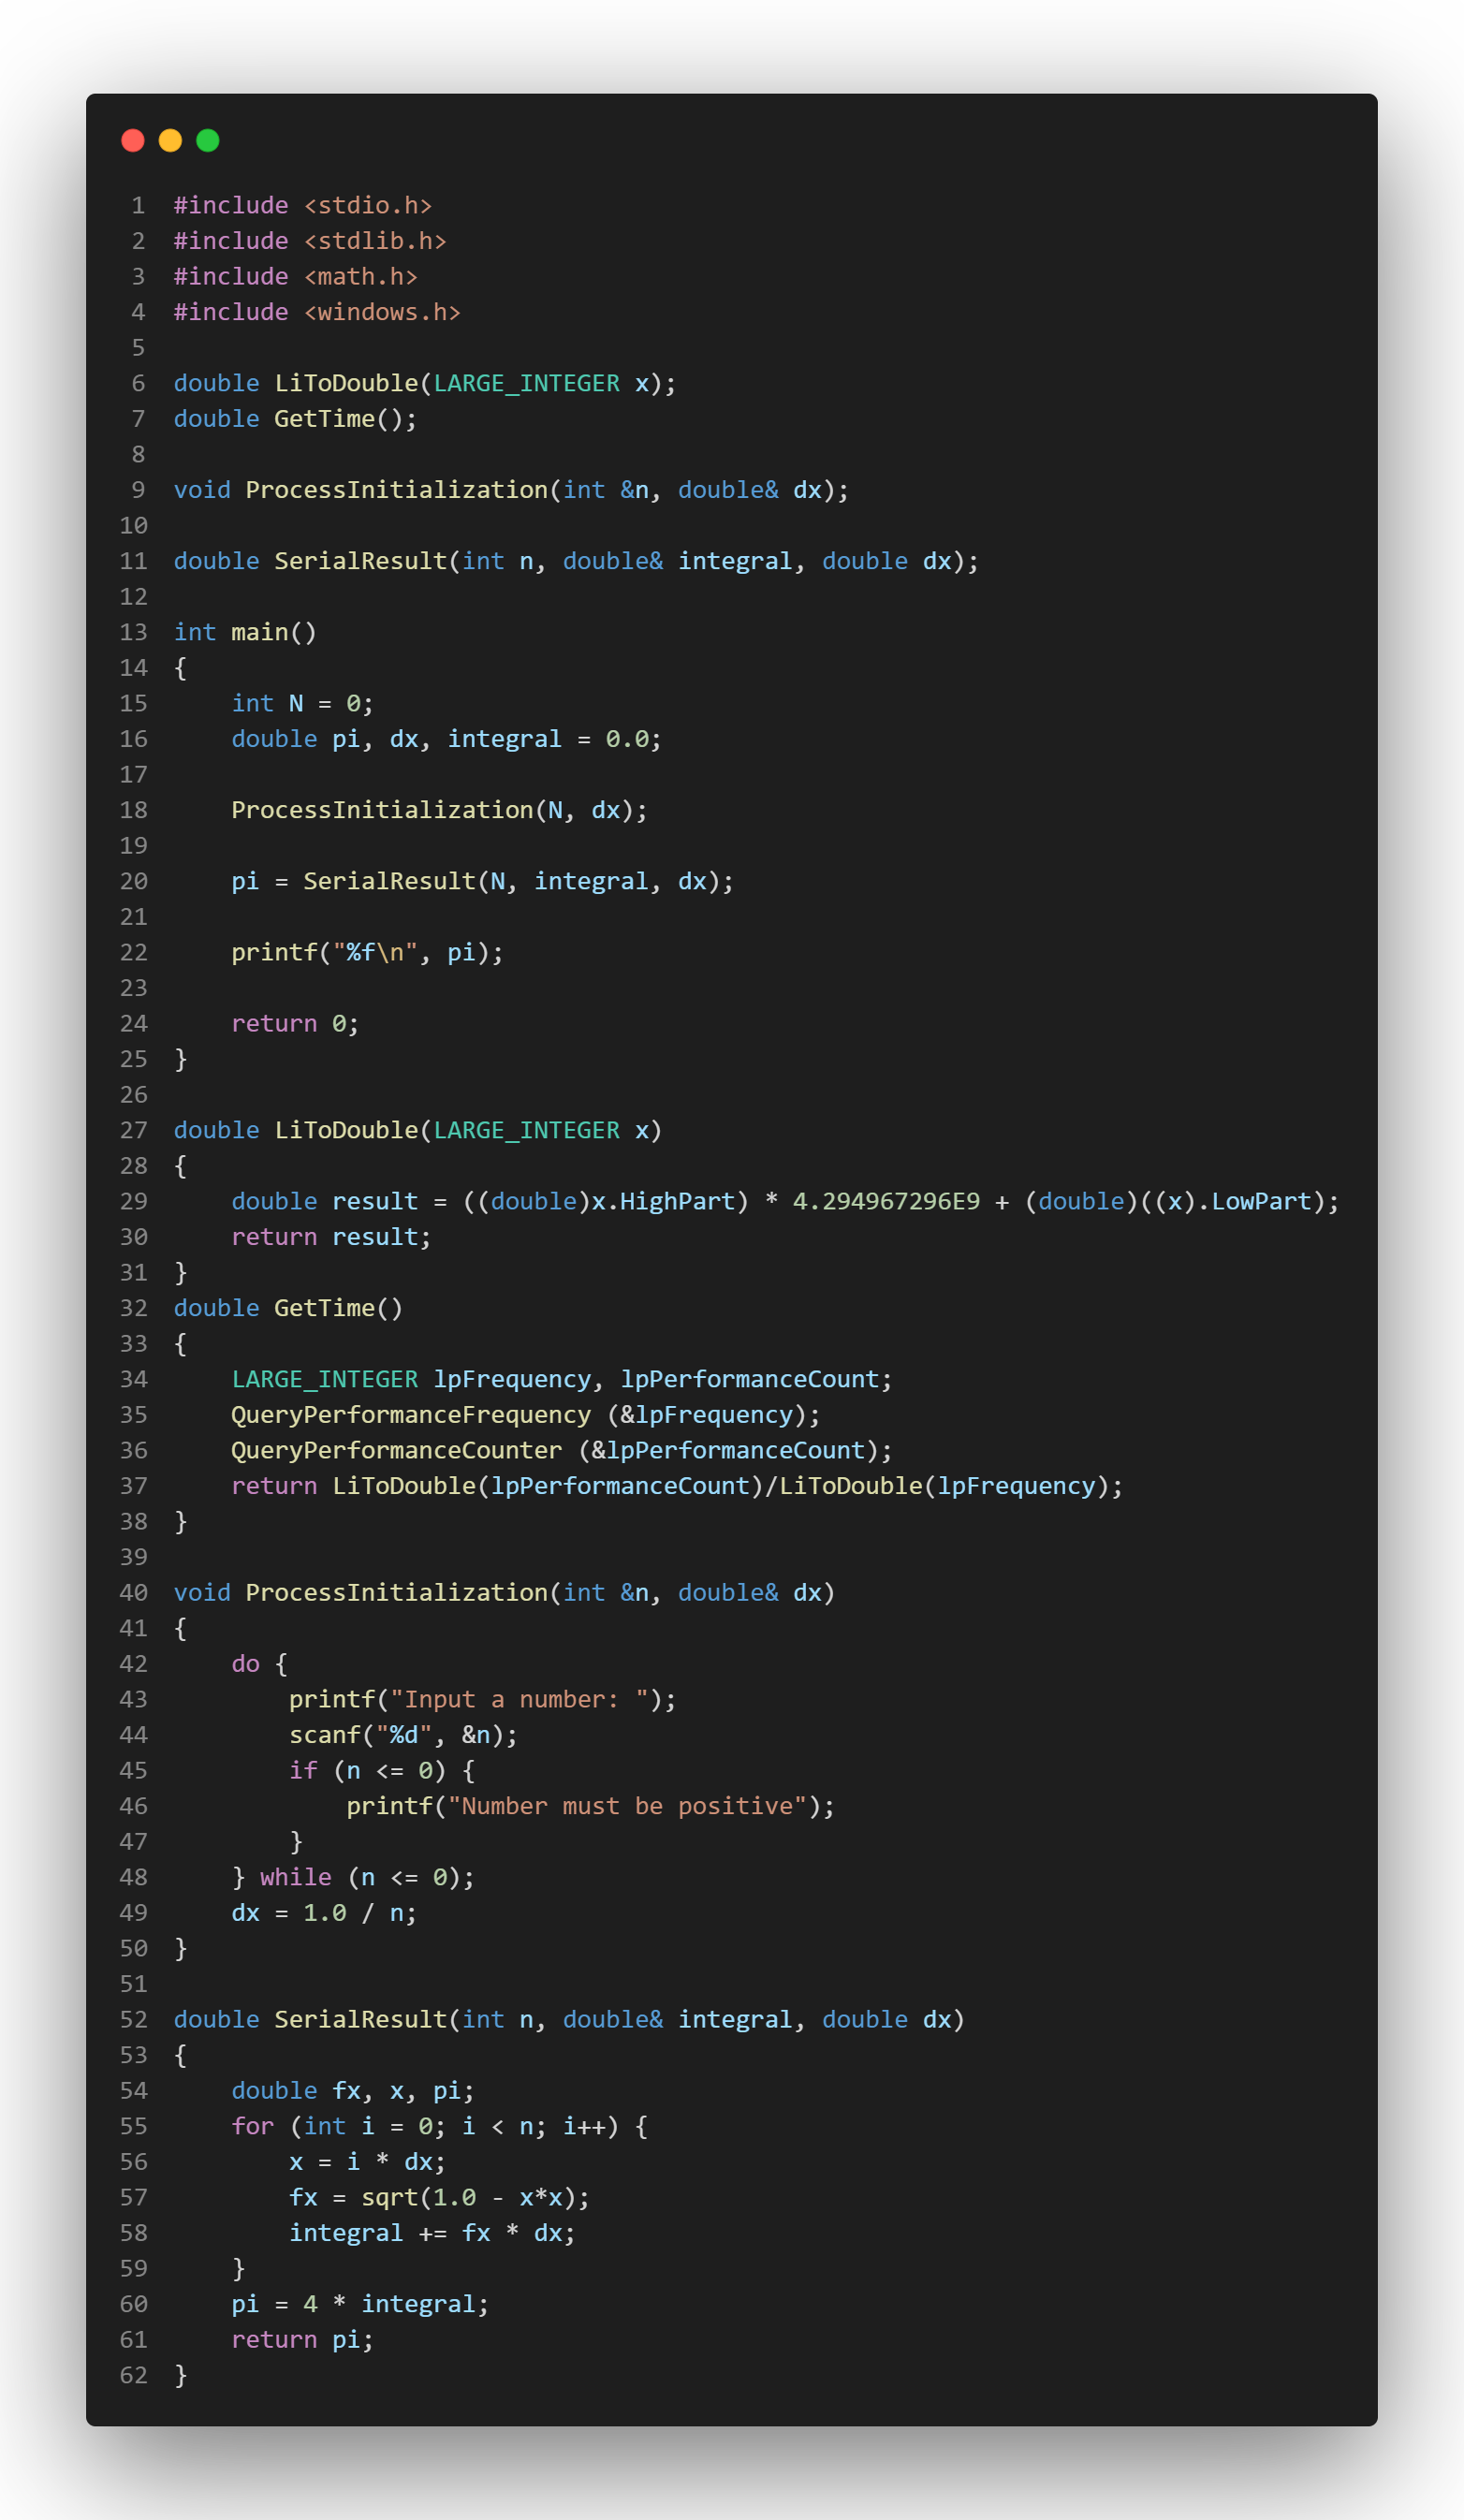 1 #include <stdio.h>
2 #include <stdlib.h>
3 #include <math.h>
4 #include <windows.h>
5
6 double LiToDouble(LARGE_INTEGER x);
7 double GetTime();
8
9 void ProcessInitialization(int &n, double& dx);
10
11 double SerialResult(int n, double& integral, double dx);
12
13 int main()
14 {
15     int N = 0;
16     double pi, dx, integral = 0.0;
17
18     ProcessInitialization(N, dx);
19
20     pi = SerialResult(N, integral, dx);
21
22     printf("%f\n", pi);
23
24     return 0;
25 }
26
27 double LiToDouble(LARGE_INTEGER x)
28 {
29     double result = ((double)x.HighPart) * 4.294967296E9 + (double)((x).LowPart);
30     return result;
31 }
32 double GetTime()
33 {
34     LARGE_INTEGER lpFrequency, lpPerformanceCount;
35     QueryPerformanceFrequency (&lpFrequency);
36     QueryPerformanceCounter (&lpPerformanceCount);
37     return LiToDouble(lpPerformanceCount)/LiToDouble(lpFrequency);
38 }
39
40 void ProcessInitialization(int &n, double& dx)
41 {
42     do {
43         printf("Input a number: ");
44         scanf("%d", &n);
45         if (n <= 0) {
46             printf("Number must be positive");
47         }
48     } while (n <= 0);
49     dx = 1.0 / n;
50 }
51
52 double SerialResult(int n, double& integral, double dx)
53 {
54     double fx, x, pi;
55     for (int i = 0; i < n; i++) {
56         x = i * dx;
57         fx = sqrt(1.0 - x*x);
58         integral += fx * dx;
59     }
60     pi = 4 * integral;
61     return pi;
62 }